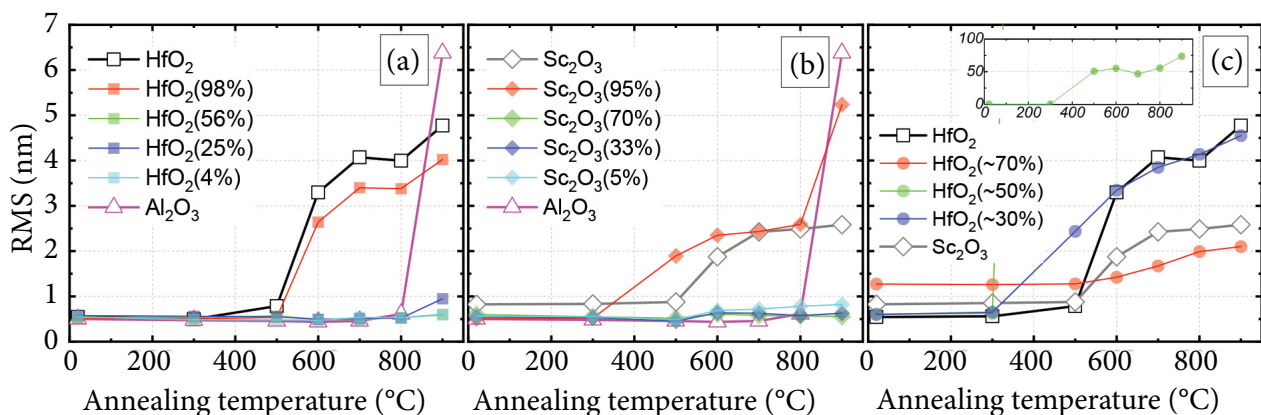 RMS (nm)
7
6
5
4
3
2
1
0
(a)
HfO₂
HfO₂(98%)
HfO₂(56%)
HfO₂(25%)
HfO₂(4%)
Al₂O₃
0 200 400 600 800
Annealing temperature (°C)
(b)
Sc₂O₃
Sc₂O₃(95%)
Sc₂O₃(70%)
Sc₂O₃(33%)
Sc₂O₃(5%)
Al₂O₃
0 200 400 600 800
Annealing temperature (°C)
(c)
100
50
0
0 200 400 600 800
HfO₂
HfO₂(~70%)
HfO₂(~50%)
HfO₂(~30%)
Sc₂O₃
0 200 400 600 800
Annealing temperature (°C)